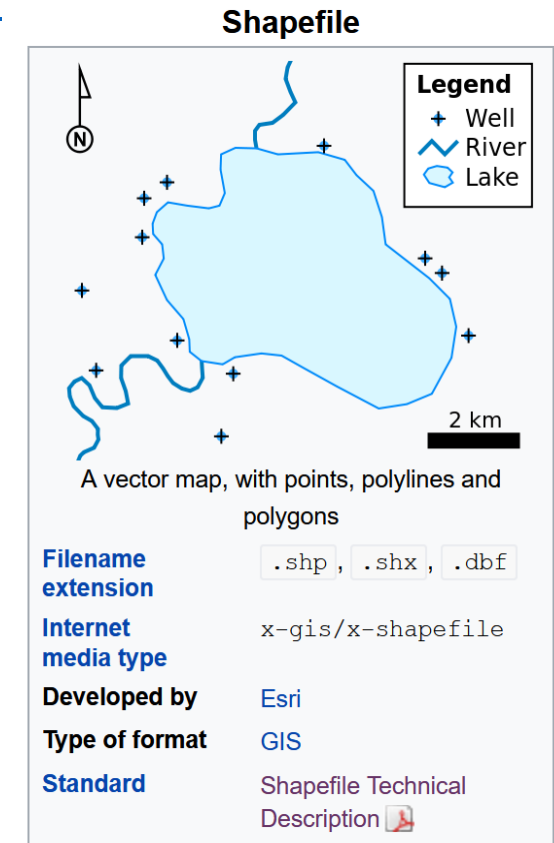 Shapefile
Legend
Well
River
Lake
N
2 km
A vector map, with points, polylines and
polygons
Filename
extension
.shp, .shx, .dbf
Internet
media type
x-gis/x-shapefile
Developed by
Esri
Type of format
GIS
Standard
Shapefile Technical
Description